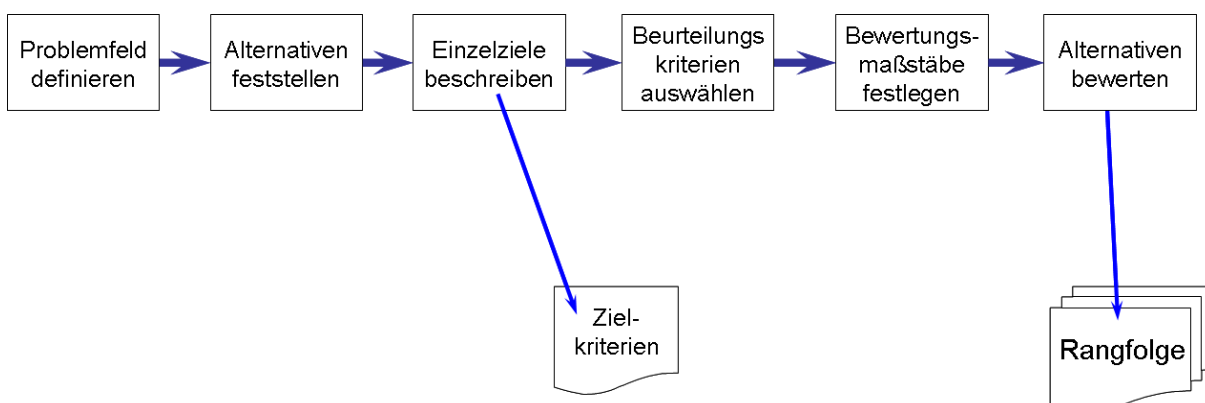 Problemfeld
definieren
Alternativen
feststellen
Einzelziele
beschreiben
Beurteilungs
kriterien
auswählen
Bewertungs-
maßstäbe
festlegen
Alternativen
bewerten
Ziel-
kriterien
Rangfolge